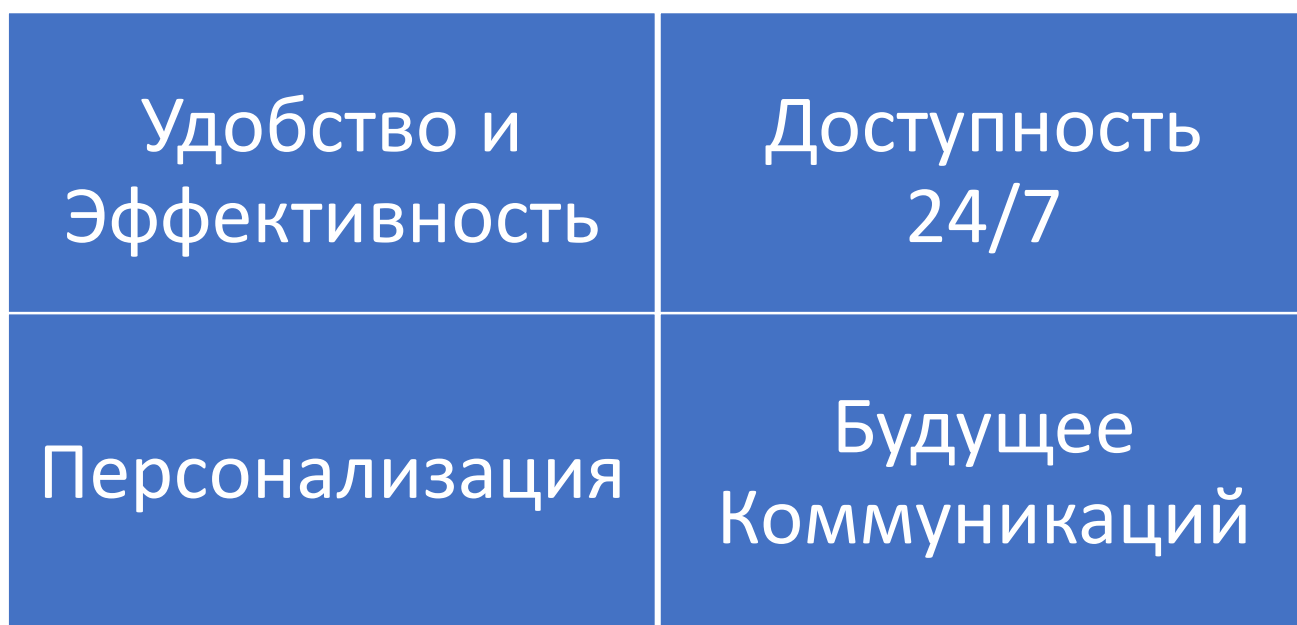 Удобство и
Эффективность
Доступность
24/7
Персонализация
Будущее
Коммуникаций